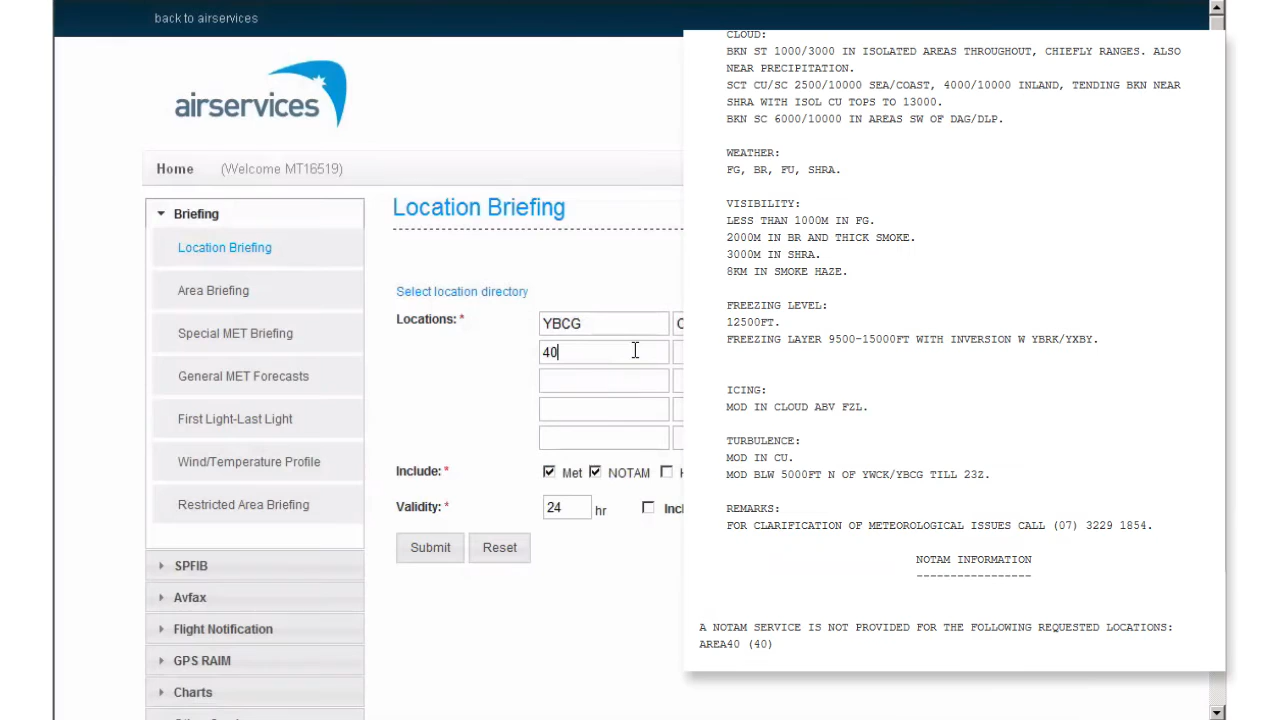 back to airservices
airservices
Home (Welcome MT16519)
Briefing
Location Briefing
Area Briefing
Special MET Briefing
General MET Forecasts
First Light-Last Light
Wind/Temperature Profile
Restricted Area Briefing
SPFIB
Avfax
Flight Notification
GPS RAIM
Charts
Location Briefing
Select location directory
Locations: * YBCG
40
Include: * Met NOTAM
Validity: * 24 hr
Submit Reset
CLOUD:
BKN ST 1000/3000 IN ISOLATED AREAS THROUGHOUT, CHIEFLY RANGES. ALSO
NEAR PRECIPITATION.
SCT CU/SC 2500/10000 SEA/COAST, 4000/10000 INLAND, TENDING BKN NEAR
SHRA WITH ISOL CU TOPS TO 13000.
BKN SC 6000/10000 IN AREAS SW OF DAG/DLP.
WEATHER:
FG, BR, FU, SHRA.
VISIBILITY:
LESS THAN 1000M IN FG.
2000M IN BR AND THICK SMOKE.
3000M IN SHRA.
8KM IN SMOKE HAZE.
FREEZING LEVEL:
12500FT.
FREEZING LAYER 9500-15000FT WITH INVERSION W YBRK/YXBY.
ICING:
MOD IN CLOUD ABV FZL.
TURBULENCE:
MOD IN CU.
MOD BLW 5000FT N OF YWCK/YBCG TILL 23Z.
REMARKS:
FOR CLARIFICATION OF METEOROLOGICAL ISSUES CALL (07) 3229 1854.
NOTAM INFORMATION
-----------------
A NOTAM SERVICE IS NOT PROVIDED FOR THE FOLLOWING REQUESTED LOCATIONS:
AREA40 (40)